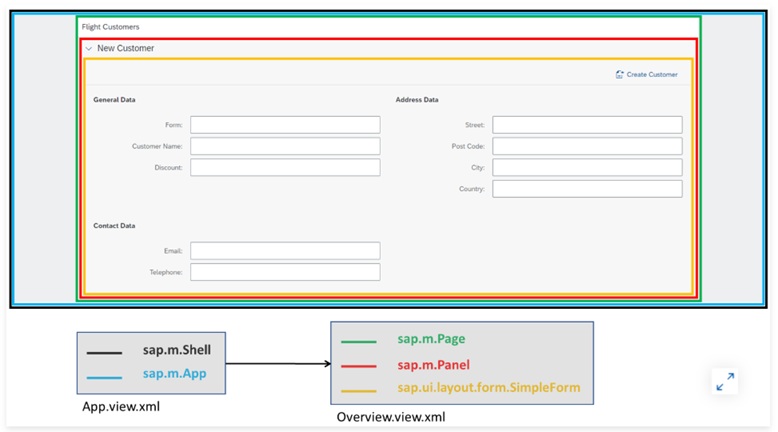 Flight Customers
New Customer
Create Customer
General Data
Address Data
Form:
Street:
Customer Name:
Post Code:
Discount:
City:
Country:
Contact Data
Email:
Telephone:
sap.m.Shell
sap.m.App
App.view.xml
sap.m.Page
sap.m.Panel
sap.ui.layout.form.SimpleForm
Overview.view.xml